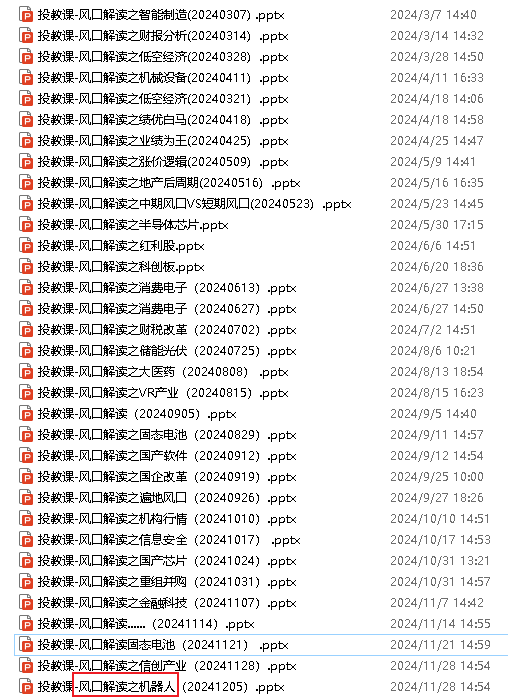 投教课-风口解读之智能制造(20240307) .pptx 2024/3/7 14:40
投教课-风口解读之财报分析(20240314) .pptx 2024/3/14 14:32
投教课-风口解读之低空经济(20240328) .pptx 2024/3/28 14:50
投教课-风口解读之机械设备(20240411) .pptx 2024/4/11 16:33
投教课-风口解读之低空经济(20240321) .pptx 2024/4/18 14:06
投教课-风口解读之绩优白马(20240418) .pptx 2024/4/18 14:58
投教课-风口解读之业绩为王(20240425) .pptx 2024/4/25 14:47
投教课-风口解读之涨价逻辑(20240509) .pptx 2024/5/9 14:41
投教课-风口解读之地产后周期(20240516) .pptx 2024/5/16 16:35
投教课-风口解读之中期风口VS短期风口(20240523) .pptx 2024/5/23 14:45
投教课-风口解读之半导体芯片.pptx 2024/5/30 17:15
投教课-风口解读之红利股.pptx 2024/6/6 14:51
投教课-风口解读之科创板.pptx 2024/6/20 18:36
投教课-风口解读之消费电子（20240613）.pptx 2024/6/27 13:38
投教课-风口解读之消费电子（20240627）.pptx 2024/6/27 14:50
投教课-风口解读之财税改革（20240702）.pptx 2024/7/2 14:51
投教课-风口解读之储能光伏（20240725）.pptx 2024/8/6 10:21
投教课-风口解读之大医药（20240808） .pptx 2024/8/13 18:54
投教课-风口解读之VR产业（20240815）.pptx 2024/8/15 16:23
投教课-风口解读（20240905）.pptx 2024/9/5 14:40
投教课-风口解读之固态电池（20240829）.pptx 2024/9/11 14:57
投教课-风口解读之国产软件（20240912）.pptx 2024/9/12 14:54
投教课-风口解读之国企改革（20240919）.pptx 2024/9/25 10:00
投教课-风口解读之遍地风口（20240926）.pptx 2024/9/27 18:26
投教课-风口解读之机构行情（20241010）.pptx 2024/10/10 14:51
投教课-风口解读之信息安全（20241017） .pptx 2024/10/17 14:53
投教课-风口解读之国产芯片（20241024）.pptx 2024/10/31 13:21
投教课-风口解读之重组并购（20241031）.pptx 2024/10/31 14:57
投教课-风口解读之金融科技（20241107）.pptx 2024/11/7 14:42
投教课-风口解读......（20241114）.pptx 2024/11/14 14:55
投教课-风口解读固态电池（20241121）.pptx 2024/11/21 14:59
投教课-风口解读之信创产业（20241128）.pptx 2024/11/28 14:54
投教课-风口解读之机器人（20241205）.pptx 2024/11/28 14:54